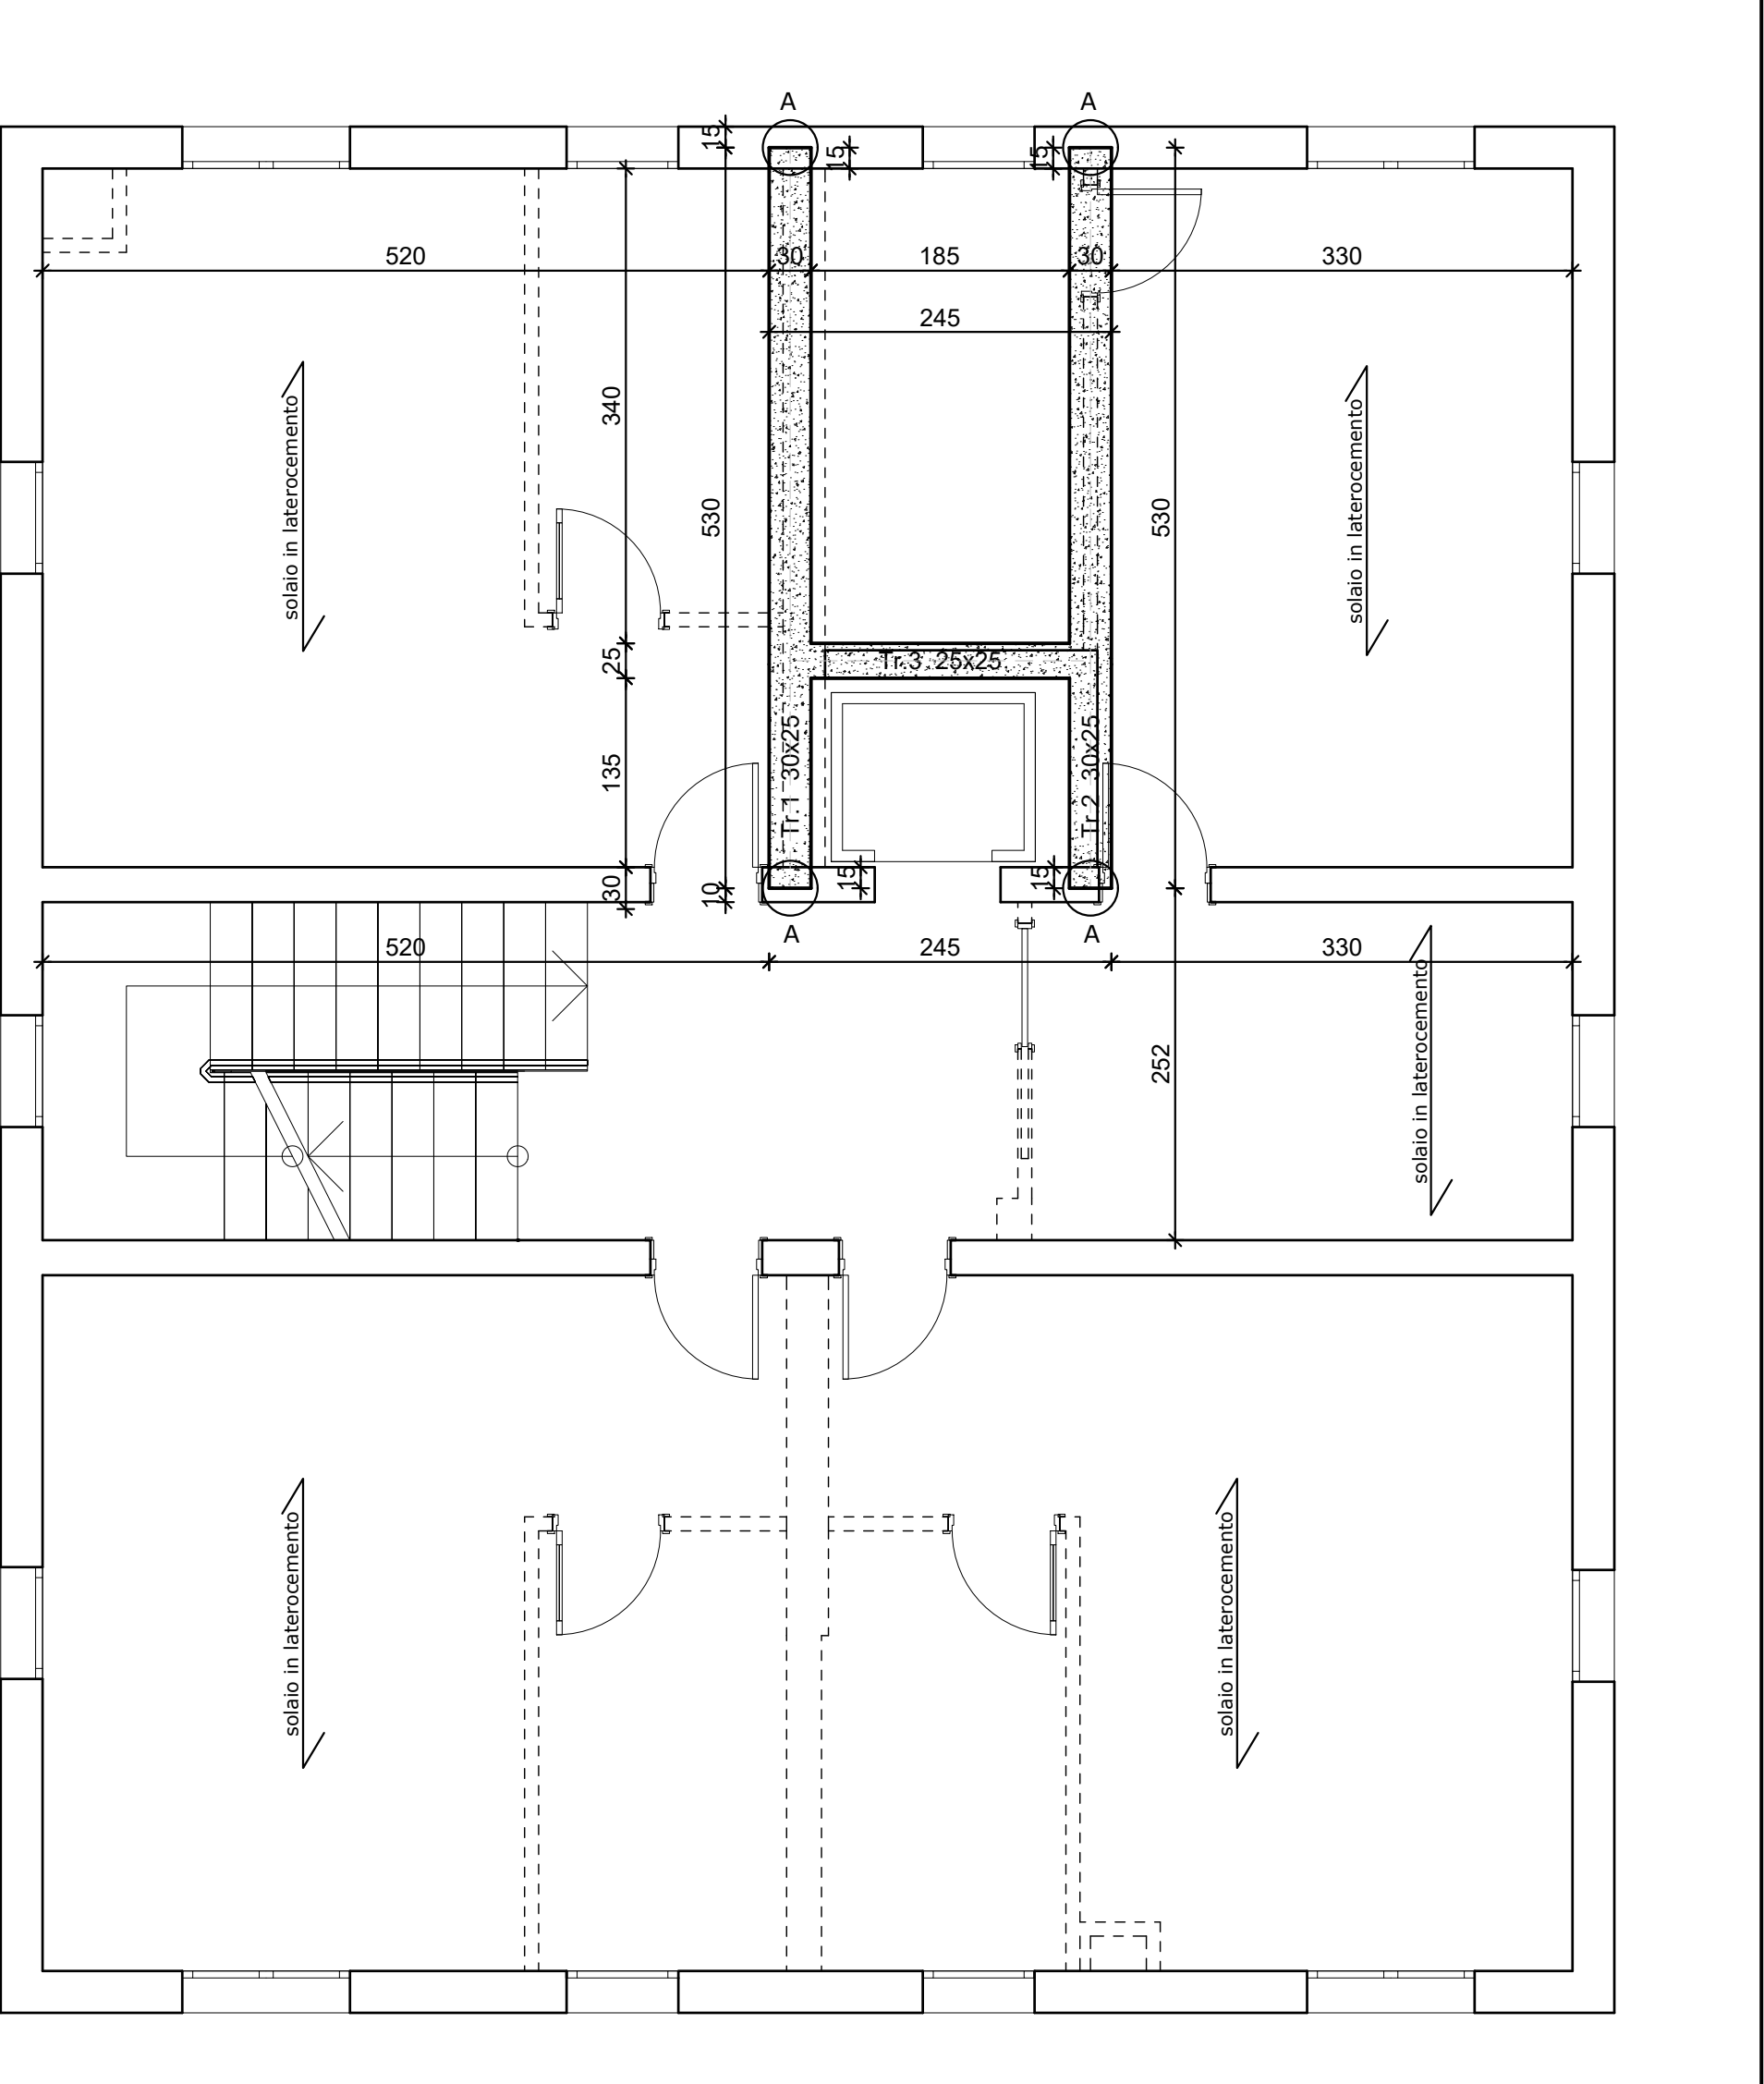 A
A
15
15
15
520
30
185
30
330
245
340
530
530
solaio in laterocemento
solaio in laterocemento
25
Tr.3 25x25
135
Tr.1 30x25
Tr.2 30x25
30
10
15
15
A
A
520
245
330
252
solaio in laterocemento
solaio in laterocemento
solaio in laterocemento